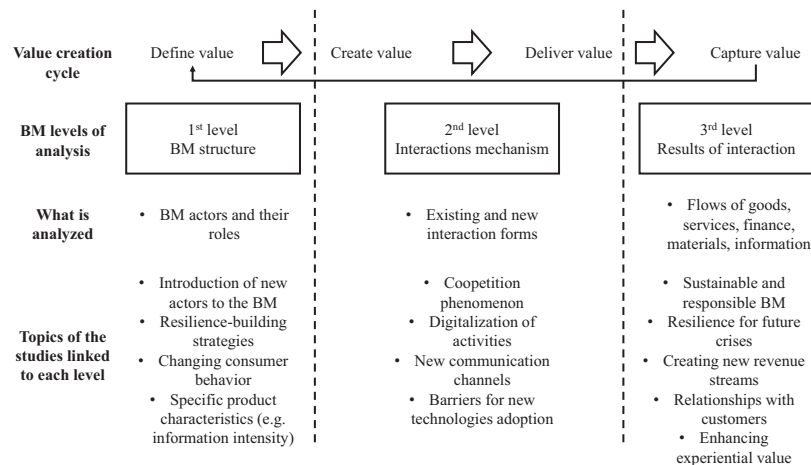 Value creation
cycle
Define value
Create value
Deliver value
Capture value
BM levels of
analysis
1st level
BM structure
2nd level
Interactions mechanism
3rd level
Results of interaction
What is
analyzed
• BM actors and their
roles
• Existing and new
interaction forms
• Flows of goods,
services, finance,
materials, information
Topics of the
studies linked
to each level
• Introduction of new
actors to the BM
• Resilience-building
strategies
• Changing consumer
behavior
• Specific product
characteristics (e.g.
information intensity)
• Coopetition
phenomenon
• Digitalization of
activities
• New communication
channels
• Barriers for new
technologies adoption
• Sustainable and
responsible BM
• Resilience for future
crises
• Creating new revenue
streams
• Relationships with
customers
• Enhancing
experiential value